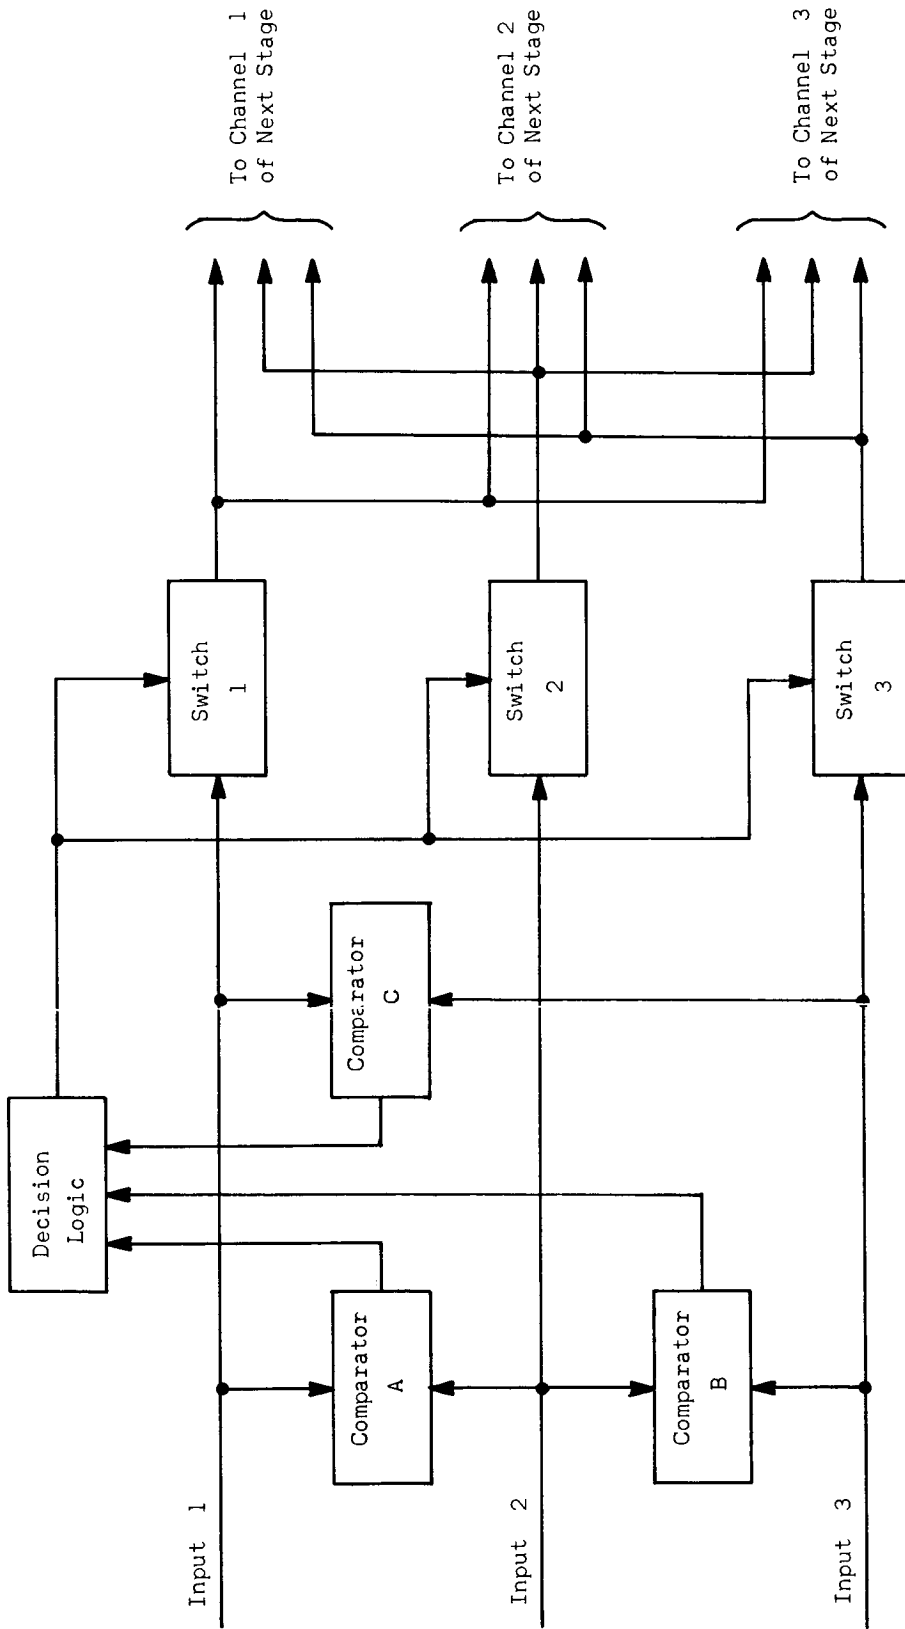 Decision
Logic
Input 1
Input 2
Input 3
Comparator
A
Comparator
B
Comparator
C
Switch
1
Switch
2
Switch
3
To Channel 1
of Next Stage
To Channel 2
of Next Stage
To Channel 3
of Next Stage